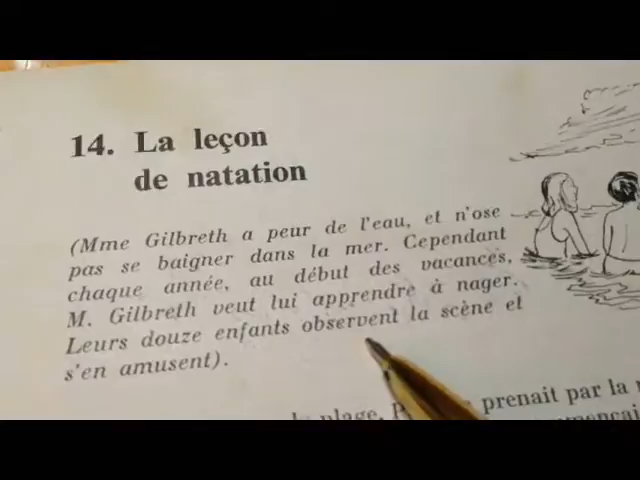 14. La leçon
de natation
(Mme Gilbreth a peur de l'eau, et n'ose
pas se baigner dans la mer. Cependant
chaque année, au début des vacances,
M. Gilbreth veut lui apprendre à nager.
Leurs douze enfants observent la scène et
s'en amusent).
plage, prenait par la